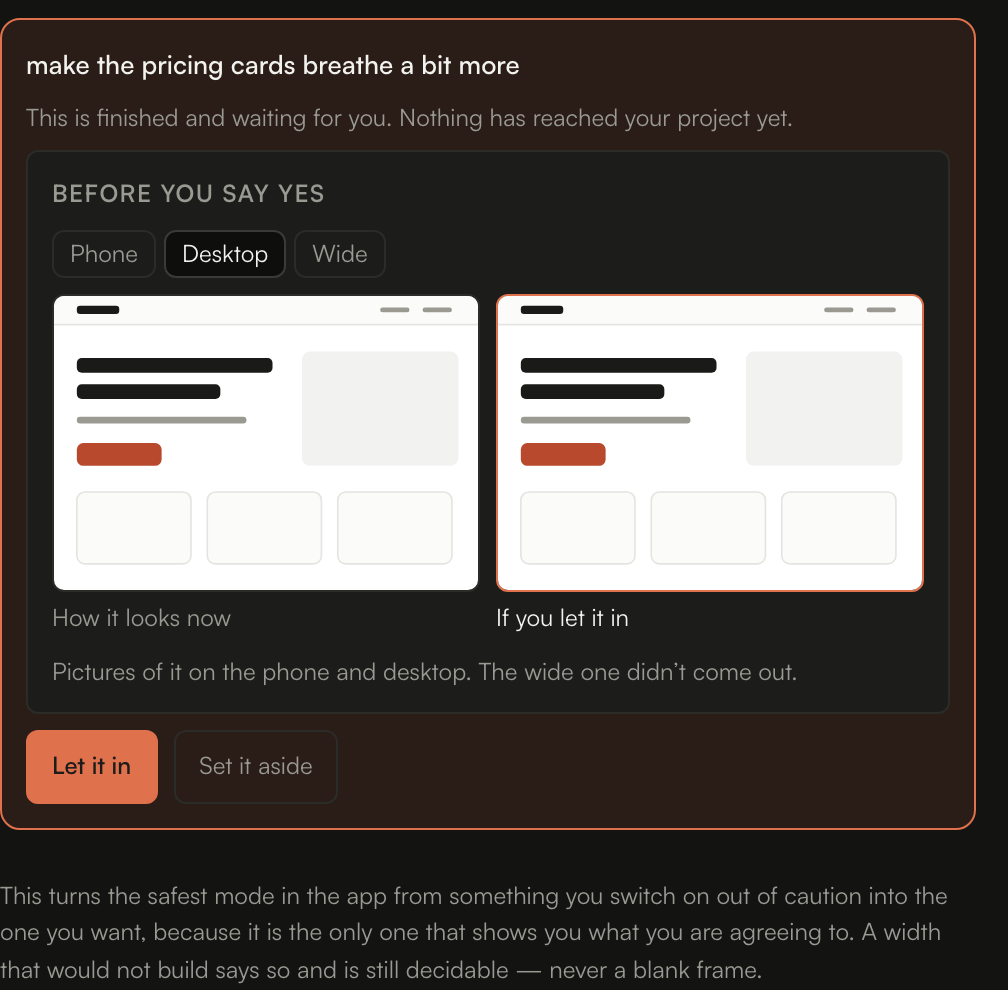 make the pricing cards breathe a bit more
This is finished and waiting for you. Nothing has reached your project yet.
BEFORE YOU SAY YES
Phone
Desktop
Wide
How it looks now
If you let it in
Pictures of it on the phone and desktop. The wide one didn’t come out.
Let it in
Set it aside
This turns the safest mode in the app from something you switch on out of caution into the
one you want, because it is the only one that shows you what you are agreeing to. A width
that would not build says so and is still decidable — never a blank frame.